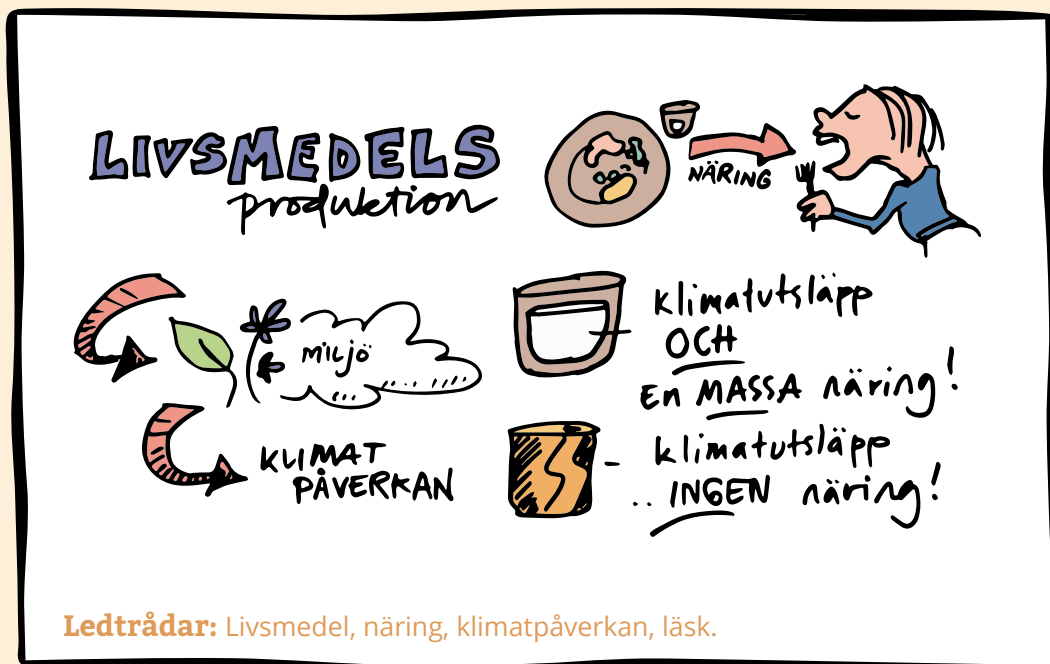 LIVSMEDELS
produktion
NÄRING
miljö
KLIMAT
PÅVERKAN
klimatutsläpp
OCH
En MASSA näring!
- klimatutsläpp
.. INGEN näring!
Ledtrådar: Livsmedel, näring, klimatpåverkan, läsk.